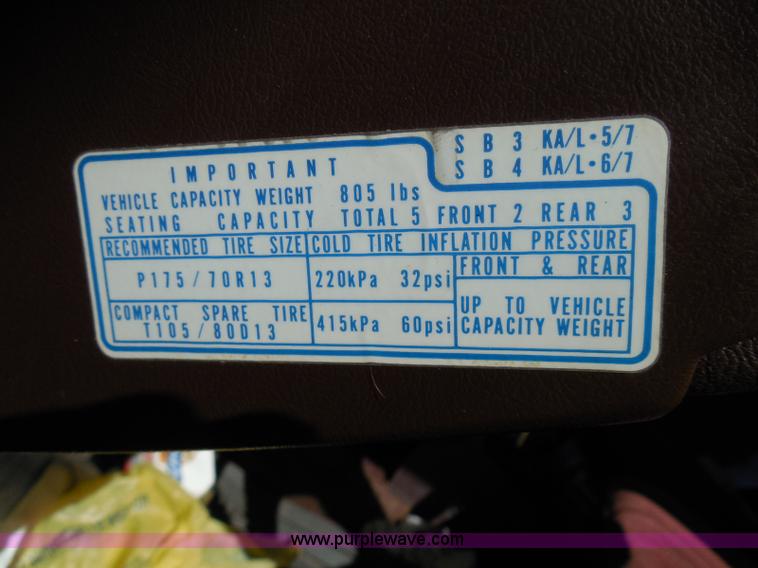 S B 3 KA/L·5/7
S B 4 KA/L·6/7
IMPORTANT
VEHICLE CAPACITY WEIGHT 805 lbs
SEATING CAPACITY TOTAL 5 FRONT 2 REAR 3
RECOMMENDED TIRE SIZE COLD TIRE INFLATION PRESSURE
P175/70R13 220kPa 32psi FRONT & REAR
COMPACT SPARE TIRE
T105/80D13 415kPa 60psi
UP TO VEHICLE
CAPACITY WEIGHT
www.purplewave.com